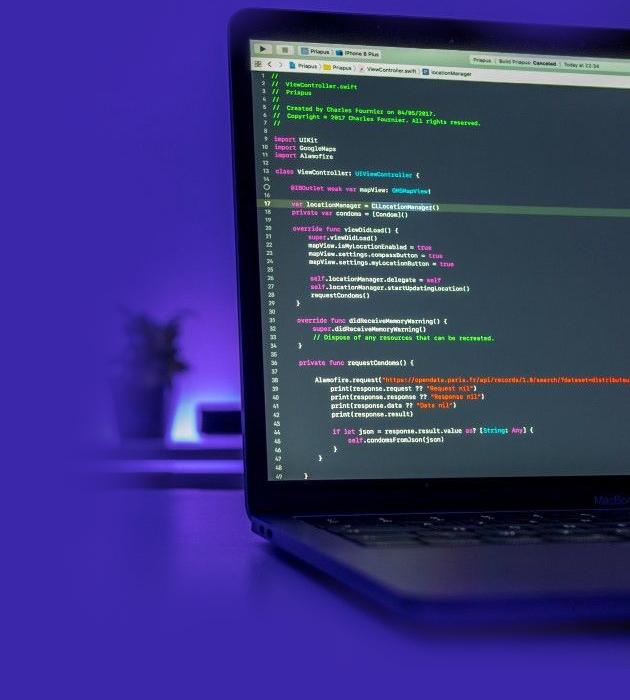 Priapus iPhone 6 Plus
Priapus | Build Priapus: Canceled | Today at 22:34
Priapus Priapus ViewController.swift locationManager
1 //
2 // ViewController.swift
3 // Priapus
4 //
5 // Created by Charles Fournier on 04/05/2017.
6 // Copyright © 2017 Charles Fournier. All rights reserved.
7 //
8
9 import UIKit
10 import GoogleMaps
11 import Alamofire
12
13 class ViewController: UIViewController {
14
@IBOutlet weak var mapView: GMSMapView!
16
17 var locationManager = CLLocationManager()
18 private var condoms = [Condom]()
19
20 override func viewDidLoad() {
21 super.viewDidLoad()
22 mapView.isMyLocationEnabled = true
23 mapView.settings.compassButton = true
24 mapView.settings.myLocationButton = true
25
26 self.locationManager.delegate = self
27 self.locationManager.startUpdatingLocation()
28 requestCondoms()
29 }
30
31 override func didReceiveMemoryWarning() {
32 super.didReceiveMemoryWarning()
33 // Dispose of any resources that can be recreated.
34 }
35
36 private func requestCondoms() {
37
38 Alamofire.request("https://opendata.paris.fr/api/records/1.0/search/?dataset=distributeu
39 print(response.request ?? "Request nil")
40 print(response.response ?? "Response nil")
41 print(response.data ?? "Data nil")
42 print(response.result)
43
44 if let json = response.result.value as? [String: Any] {
45 self.condomsFromJson(json)
46 }
47 }
48
49 }
MacBoo